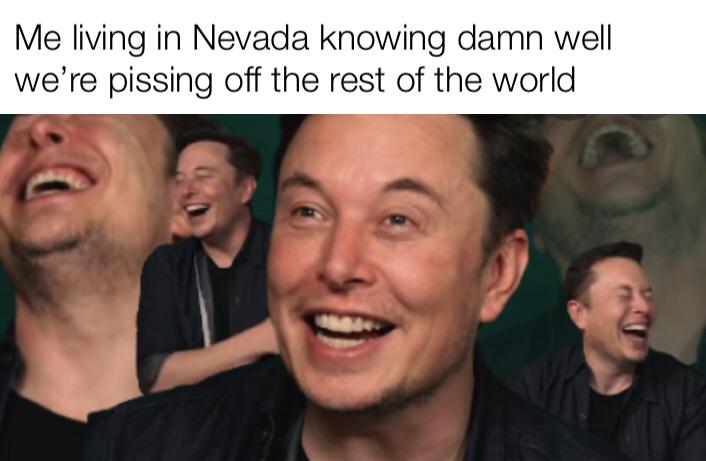 Me living in Nevada knowing damn well
we’re pissing off the rest of the world